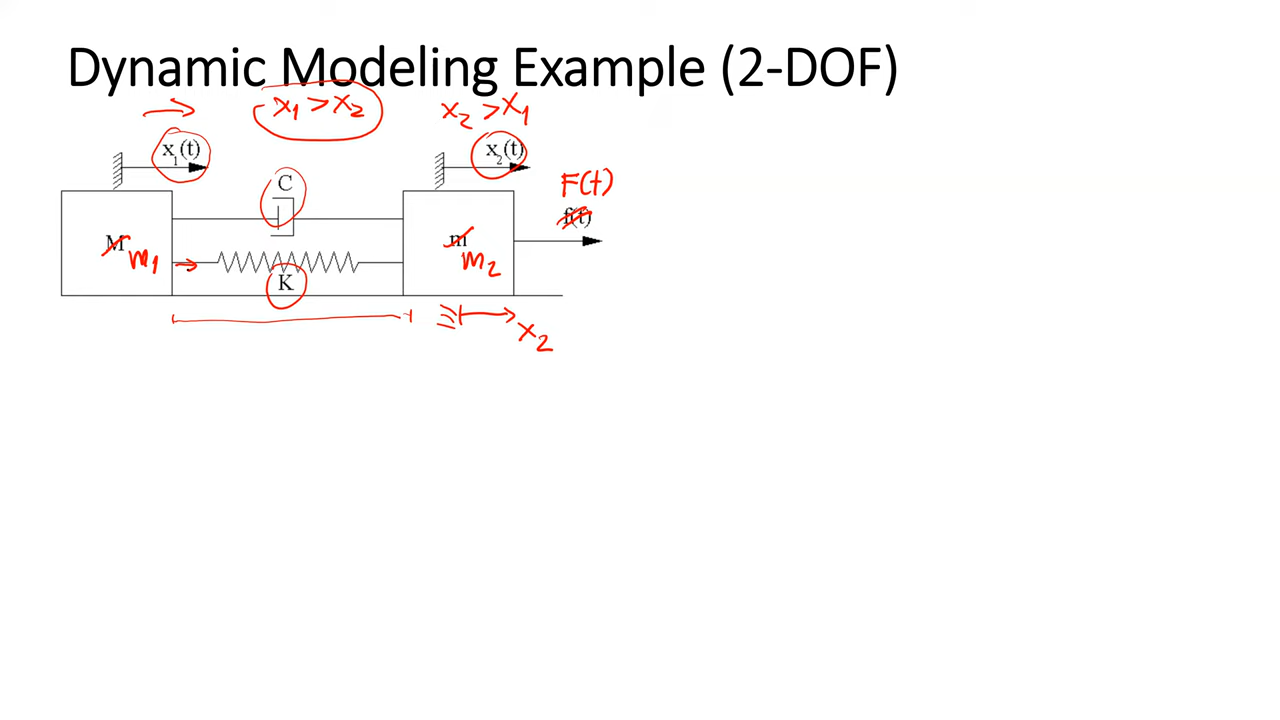 Dynamic Modeling Example (2-DOF)
x₁ > x₂
x₂ > x₁
x₁(t)
x₂(t)
C
F(t)
f(t)
M
m₁
m
m₂
K
x₂